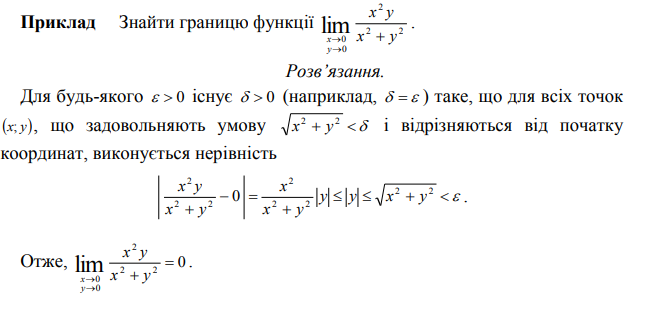 Приклад Знайти границю функції $\lim\limits_{\substack{x \to 0 \\ y \to 0}} \frac{x^2 y}{x^2 + y^2}$.
Розв’язання.
Для будь-якого $\varepsilon > 0$ існує $\delta > 0$ (наприклад, $\delta = \varepsilon$) таке, що для всіх точок
$(x; y)$, що задовольняють умову $\sqrt{x^2 + y^2} < \delta$ і відрізняються від початку
координат, виконується нерівність
$\left| \frac{x^2 y}{x^2 + y^2} - 0 \right| = \frac{x^2}{x^2 + y^2} |y| \le |y| \le \sqrt{x^2 + y^2} < \varepsilon$.
Отже, $\lim\limits_{\substack{x \to 0 \\ y \to 0}} \frac{x^2 y}{x^2 + y^2} = 0$.